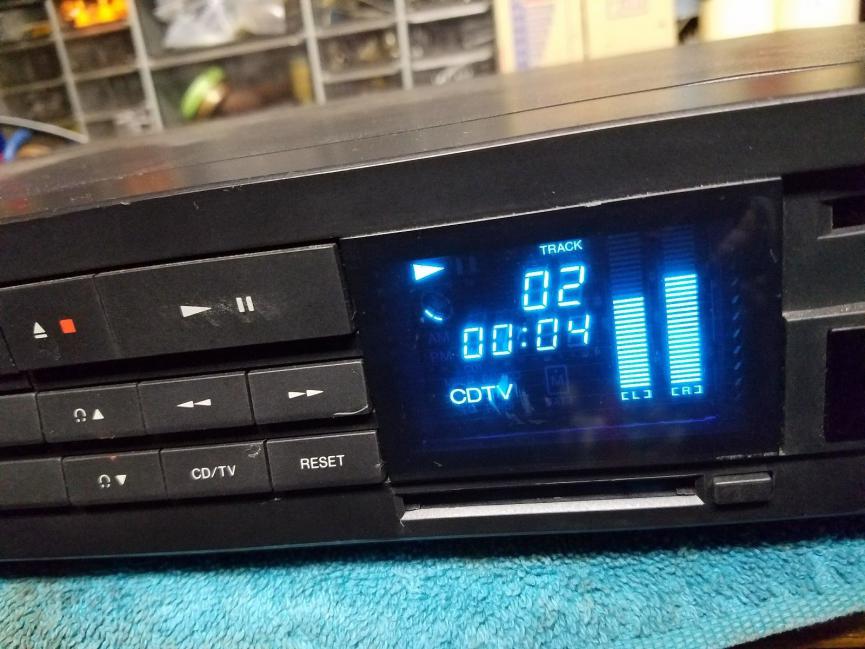 TRACK
02
00:04
CDTV
[L] [R]
CD/TV
RESET